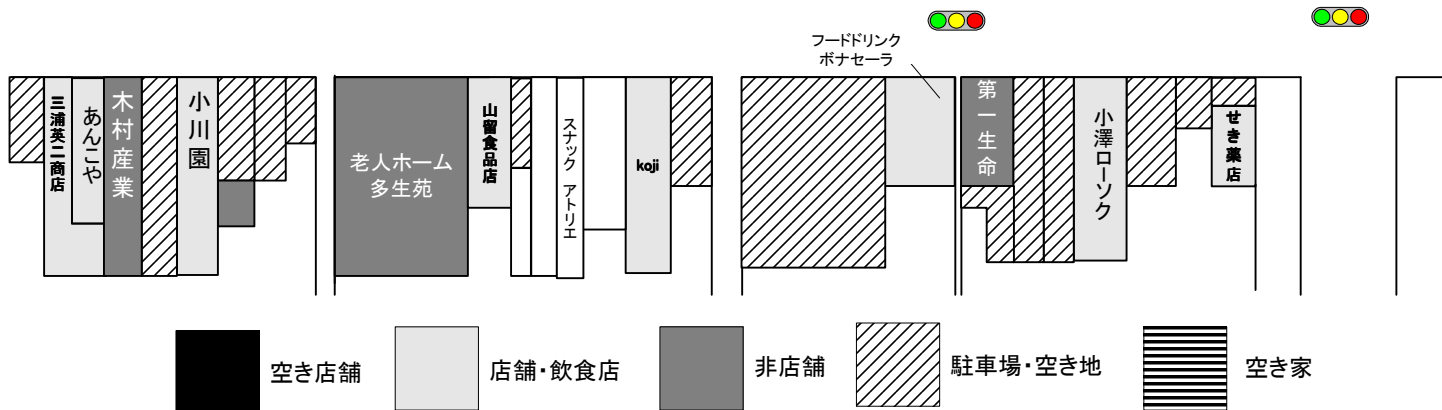 フードドリンク
ボナセーラ
三浦英二商店
あんこや
木村産業
小川園
老人ホーム
多生苑
山留食品店
スナック アトリエ
koji
第一生命
小澤ローソク
せき薬店
空き店舗
店舗・飲食店
非店舗
駐車場・空き地
空き家